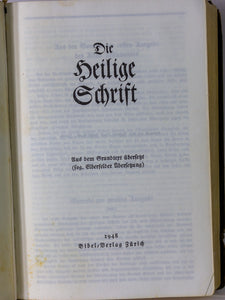 Die
Heilige
Schrift
Aus dem Grundtext übersetzt
(sog. Elberfelder Übersetzung)
1948
Bibel-Verlag Zürich